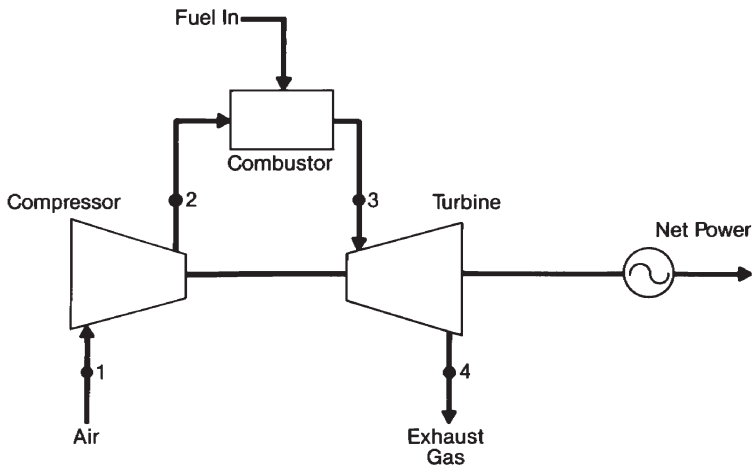 Fuel In
Combustor
Compressor
2
3
Turbine
Net Power
1
4
Air
Exhaust
Gas